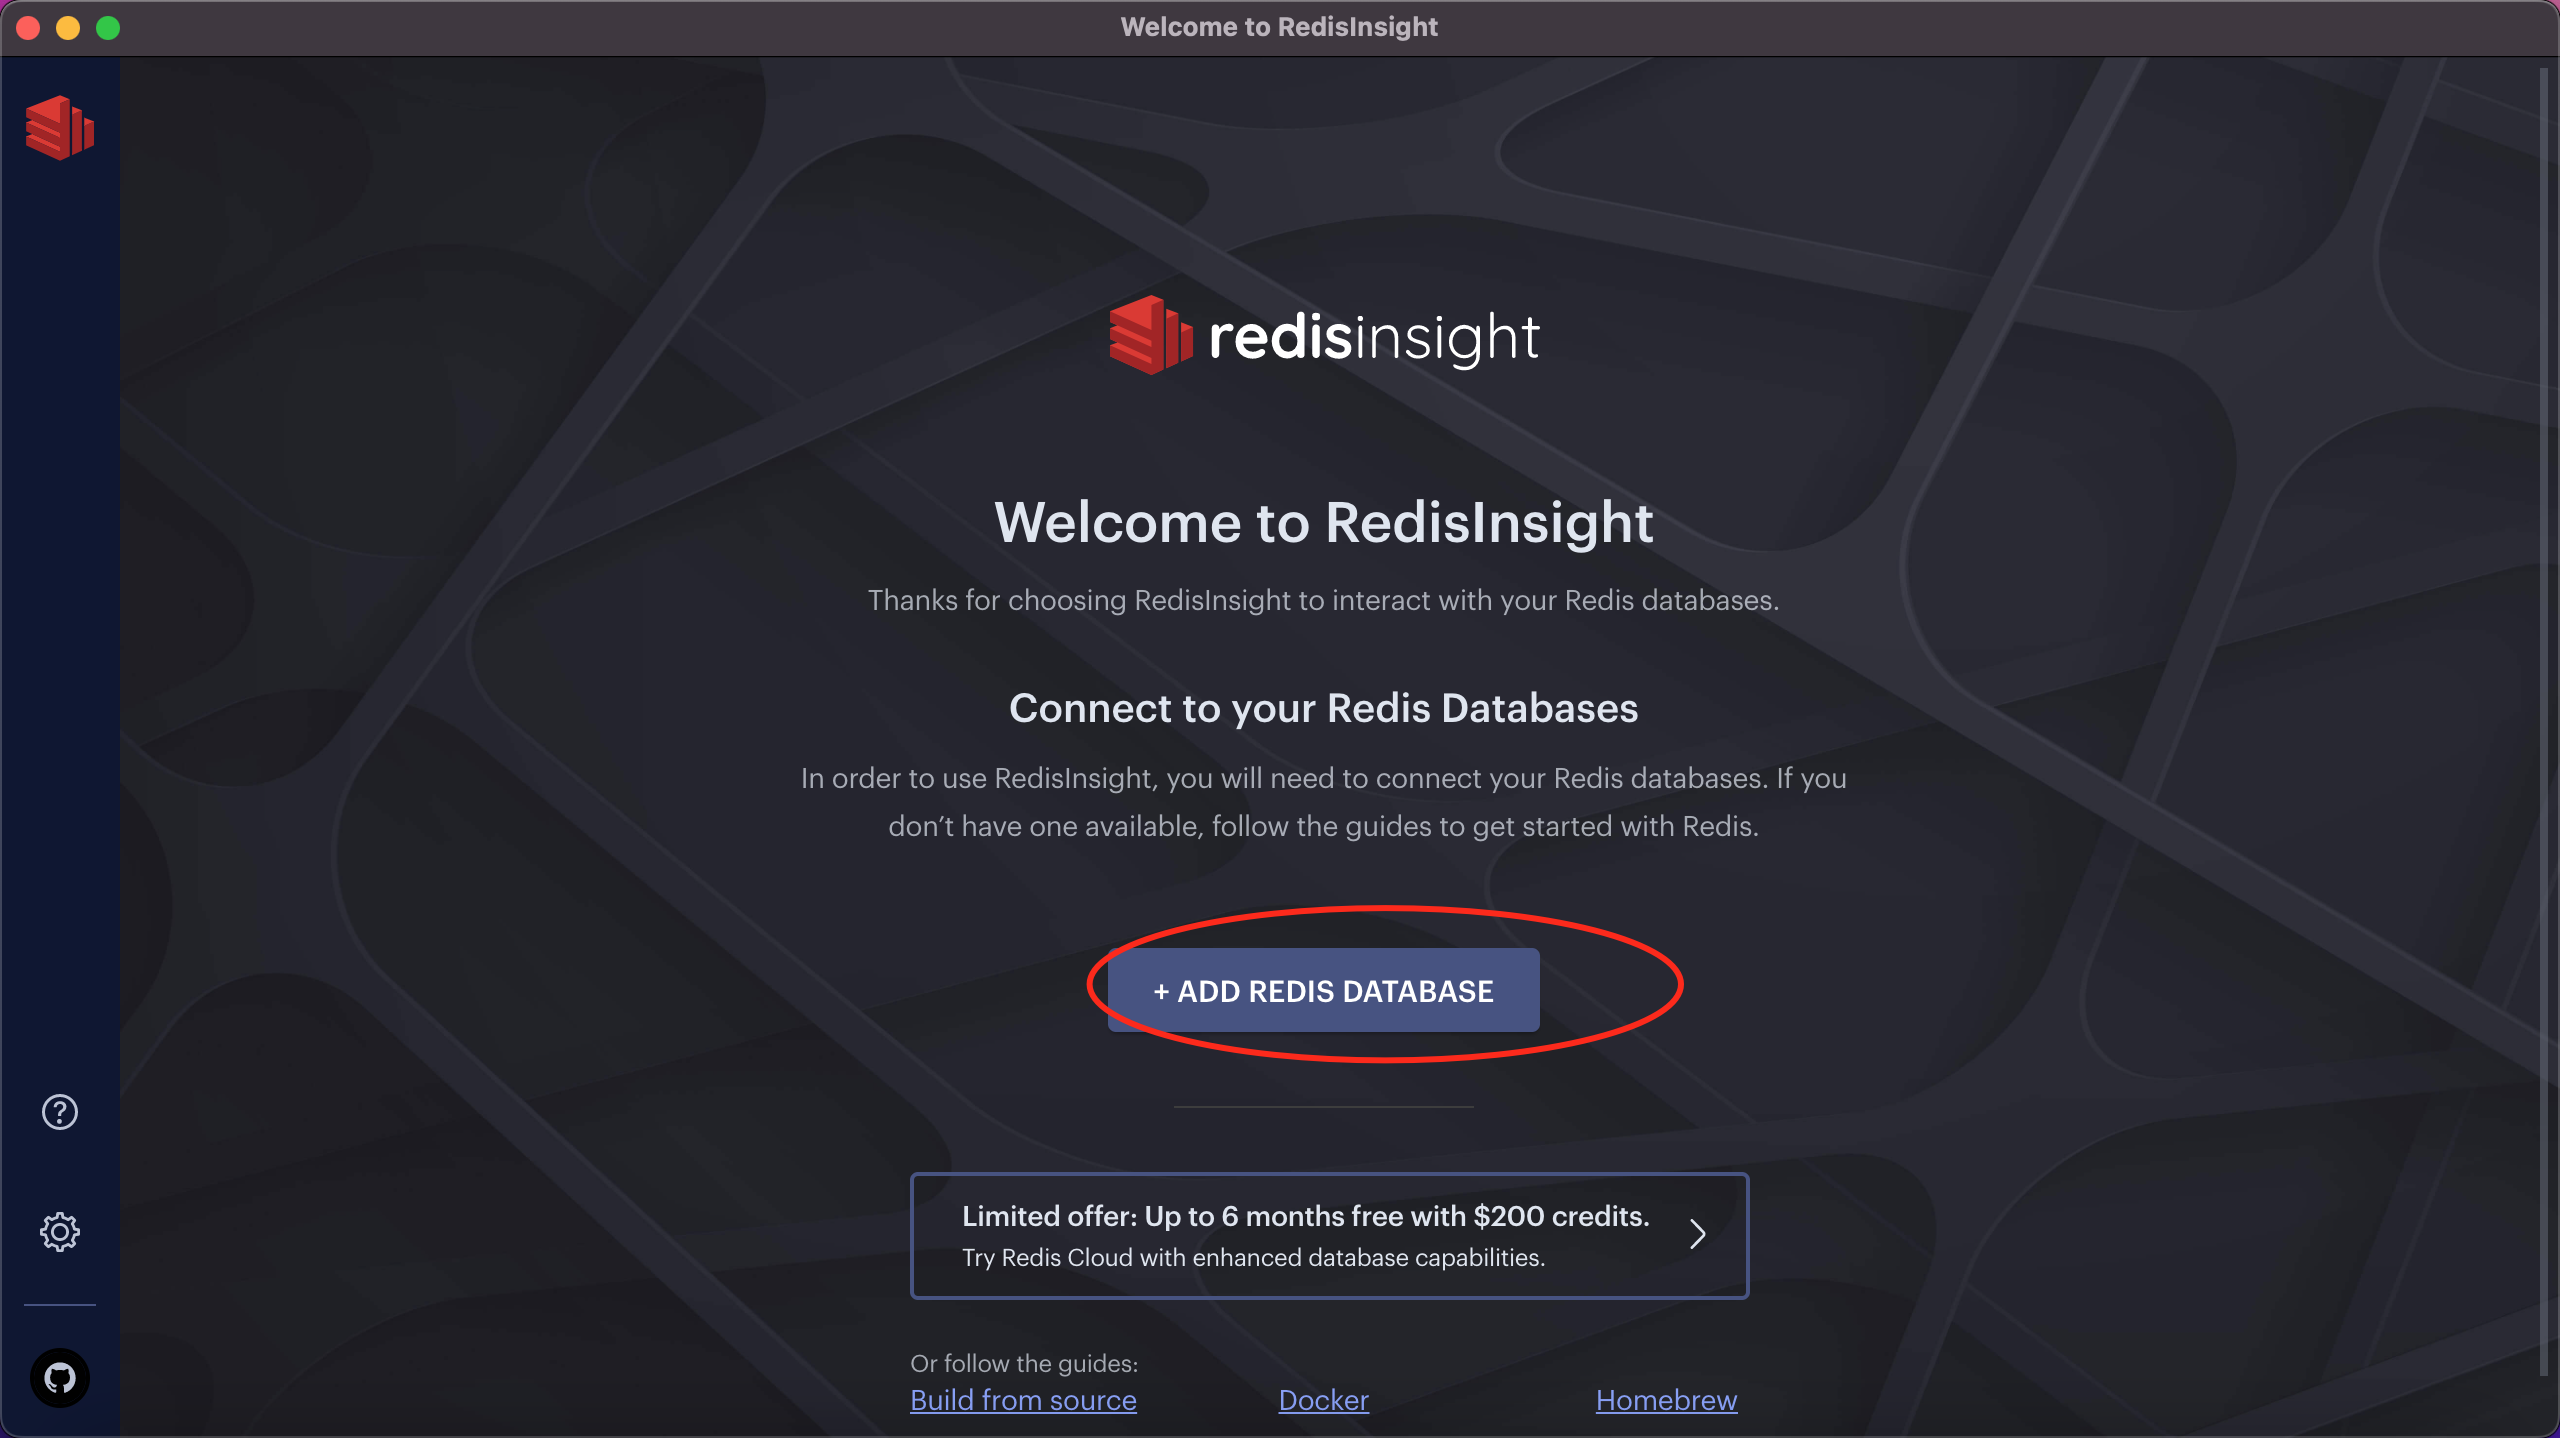 Welcome to RedisInsight
redisinsight
Welcome to RedisInsight
Thanks for choosing RedisInsight to interact with your Redis databases.
Connect to your Redis Databases
In order to use RedisInsight, you will need to connect your Redis databases. If you
don’t have one available, follow the guides to get started with Redis.
+ ADD REDIS DATABASE
Limited offer: Up to 6 months free with $200 credits.
Try Redis Cloud with enhanced database capabilities.
Or follow the guides:
Build from source Docker Homebrew